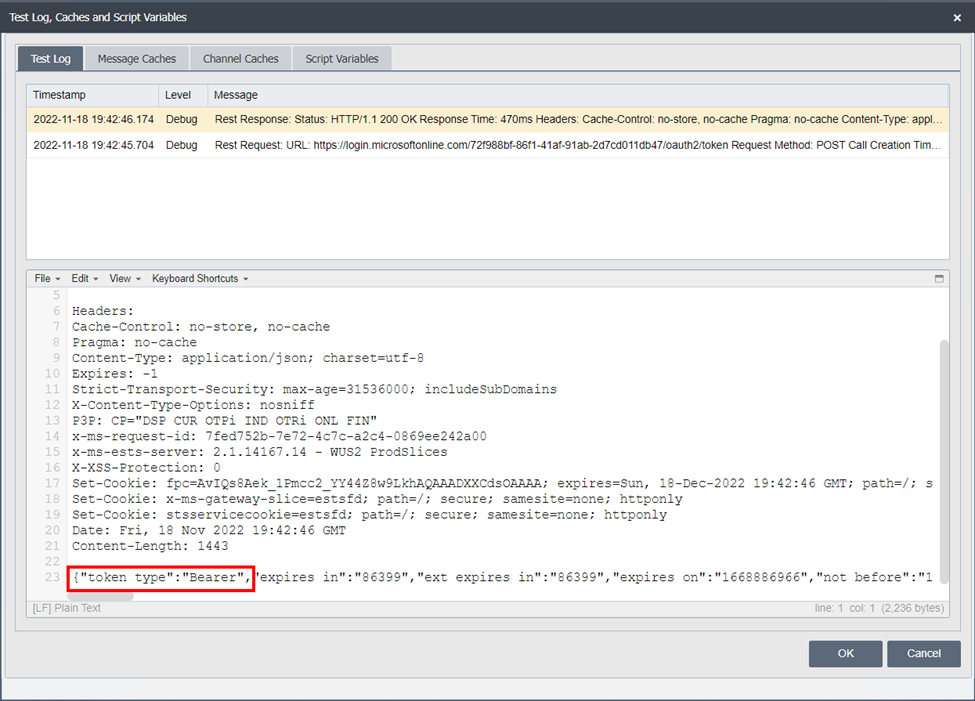 Test Log, Caches and Script Variables ×
Test Log Message Caches Channel Caches Script Variables
Timestamp Level Message
2022-11-18 19:42:46.174 Debug Rest Response: Status: HTTP/1.1 200 OK Response Time: 470ms Headers: Cache-Control: no-store, no-cache Pragma: no-cache Content-Type: appl...
2022-11-18 19:42:45.704 Debug Rest Request: URL: https://login.microsoftonline.com/72f988bf-86f1-41af-91ab-2d7cd011db47/oauth2/token Request Method: POST Call Creation Tim...
File Edit View Keyboard Shortcuts
5
6 Headers:
7 Cache-Control: no-store, no-cache
8 Pragma: no-cache
9 Content-Type: application/json; charset=utf-8
10 Expires: -1
11 Strict-Transport-Security: max-age=31536000; includeSubDomains
12 X-Content-Type-Options: nosniff
13 P3P: CP="DSP CUR OTPi IND OTRi ONL FIN"
14 x-ms-request-id: 7fed752b-7e72-4c7c-a2c4-0869ee242a00
15 x-ms-ests-server: 2.1.14167.14 - WUS2 ProdSlices
16 X-XSS-Protection: 0
17 Set-Cookie: fpc=AvIQs8Aek_1Pmcc2_YY44Z8w9LkhAQAAADXXCdsOAAAA; expires=Sun, 18-Dec-2022 19:42:46 GMT; path=/; s
18 Set-Cookie: x-ms-gateway-slice=estsfd; path=/; secure; samesite=none; httponly
19 Set-Cookie: stsservicecookie=estsfd; path=/; secure; samesite=none; httponly
20 Date: Fri, 18 Nov 2022 19:42:46 GMT
21 Content-Length: 1443
22
23 {"token type":"Bearer","expires in":"86399","ext expires in":"86399","expires on":"1668886966","not before":"1
[LF] Plain Text line: 1 col: 1 (2,236 bytes)
OK Cancel